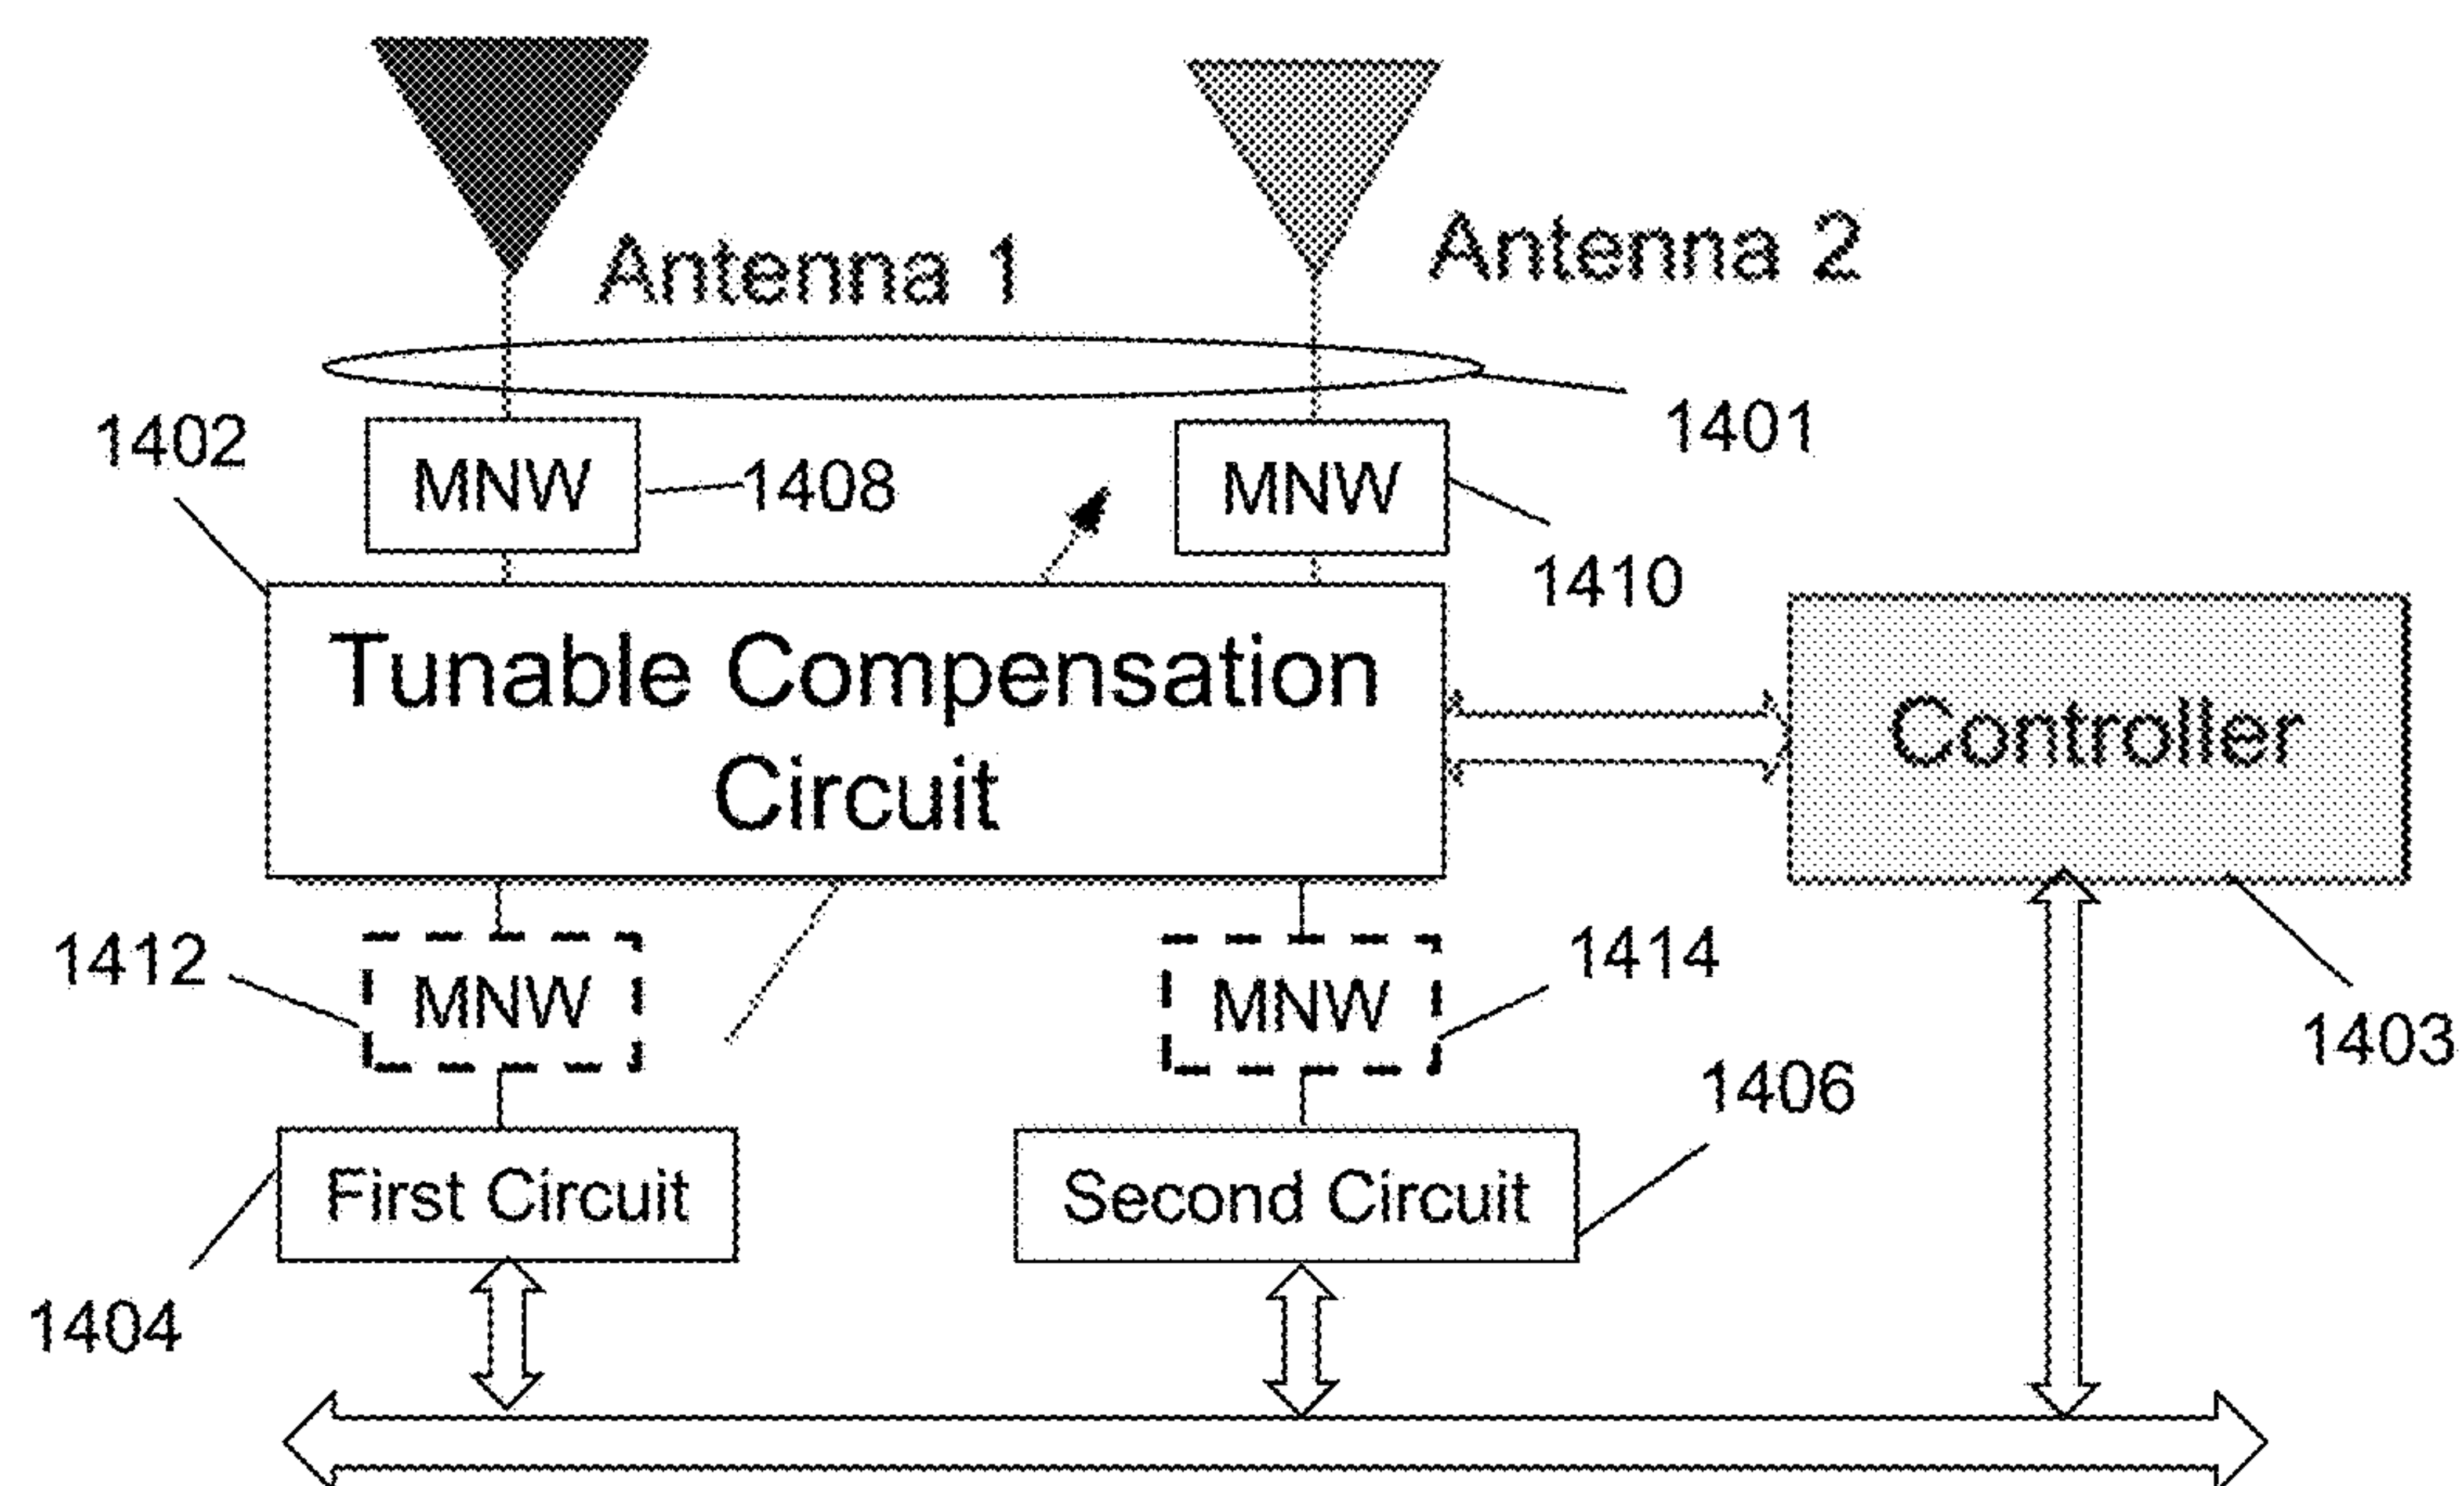 Antenna 1
Antenna 2
1401
1402
MNW
1408
MNW
1410
Tunable Compensation
Circuit
Controller
1403
1412
MNW
MNW
1414
1406
First Circuit
Second Circuit
1404